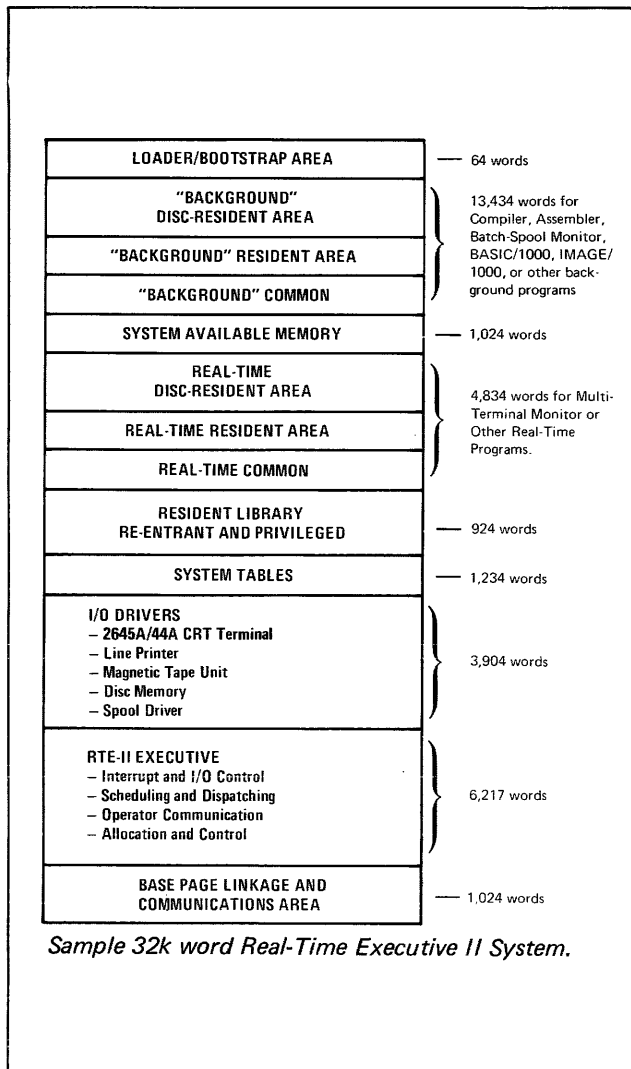 LOADER/BOOTSTRAP AREA
— 64 words
"BACKGROUND"
DISC-RESIDENT AREA
"BACKGROUND" RESIDENT AREA
"BACKGROUND" COMMON
13,434 words for
Compiler, Assembler,
Batch-Spool Monitor,
BASIC/1000, IMAGE/
1000, or other back-
ground programs
SYSTEM AVAILABLE MEMORY
— 1,024 words
REAL-TIME
DISC-RESIDENT AREA
REAL-TIME RESIDENT AREA
REAL-TIME COMMON
4,834 words for Multi-
Terminal Monitor or
Other Real-Time
Programs.
RESIDENT LIBRARY
RE-ENTRANT AND PRIVILEGED
— 924 words
SYSTEM TABLES
— 1,234 words
I/O DRIVERS
– 2645A/44A CRT Terminal
– Line Printer
– Magnetic Tape Unit
– Disc Memory
– Spool Driver
3,904 words
RTE-II EXECUTIVE
– Interrupt and I/O Control
– Scheduling and Dispatching
– Operator Communication
– Allocation and Control
6,217 words
BASE PAGE LINKAGE AND
COMMUNICATIONS AREA
— 1,024 words
Sample 32k word Real-Time Executive II System.